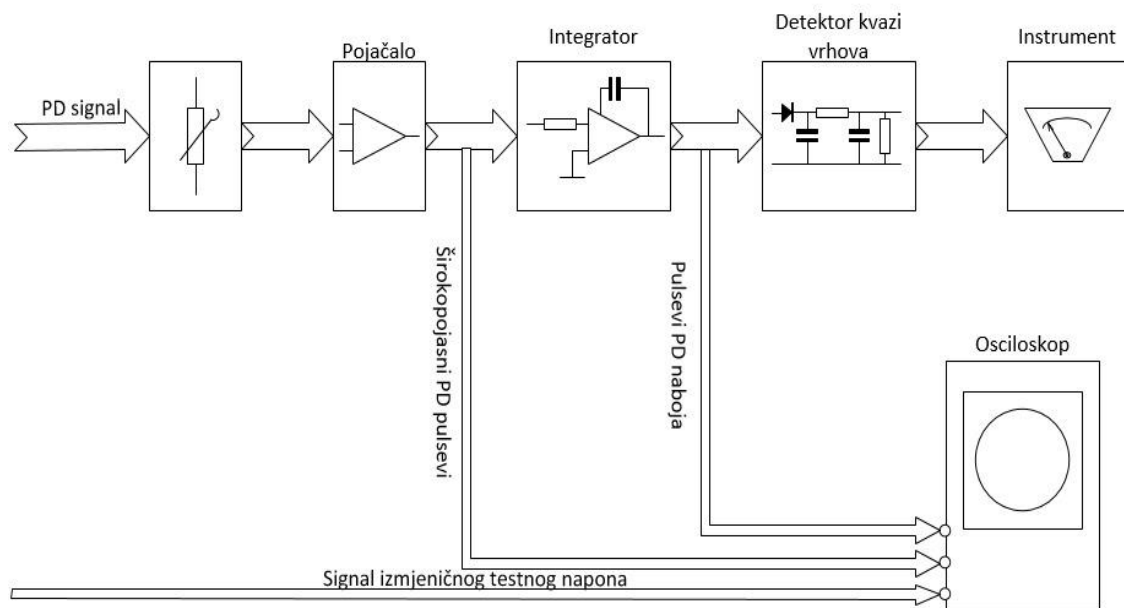 Pojačalo
Integrator
Detektor kvazi
vrhova
Instrument
PD signal
Širokopojasni PD pulsevi
Pulsevi PD naboja
Osciloskop
Signal izmjeničnog testnog napona